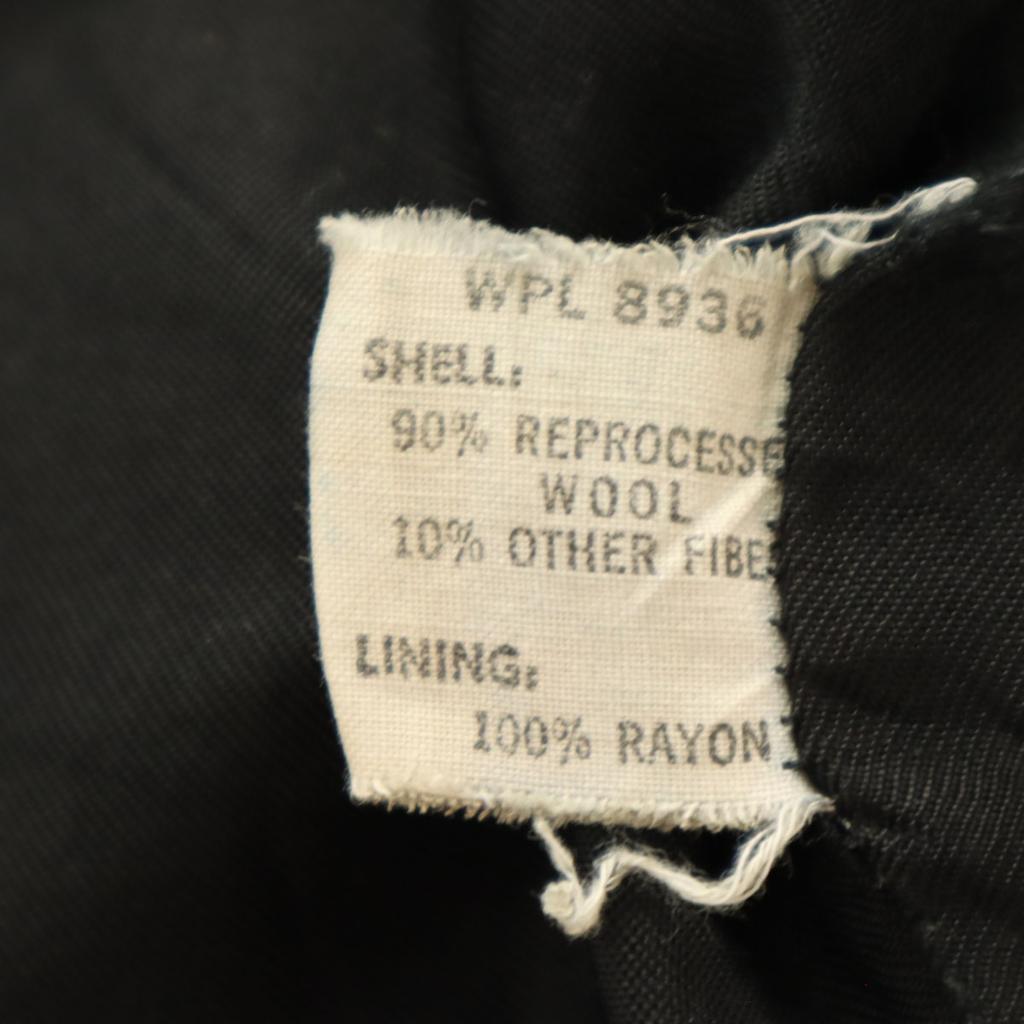 WPL 8936
SHELL:
90% REPROCESSE
WOOL
10% OTHER FIBE
LINING:
100% RAYON